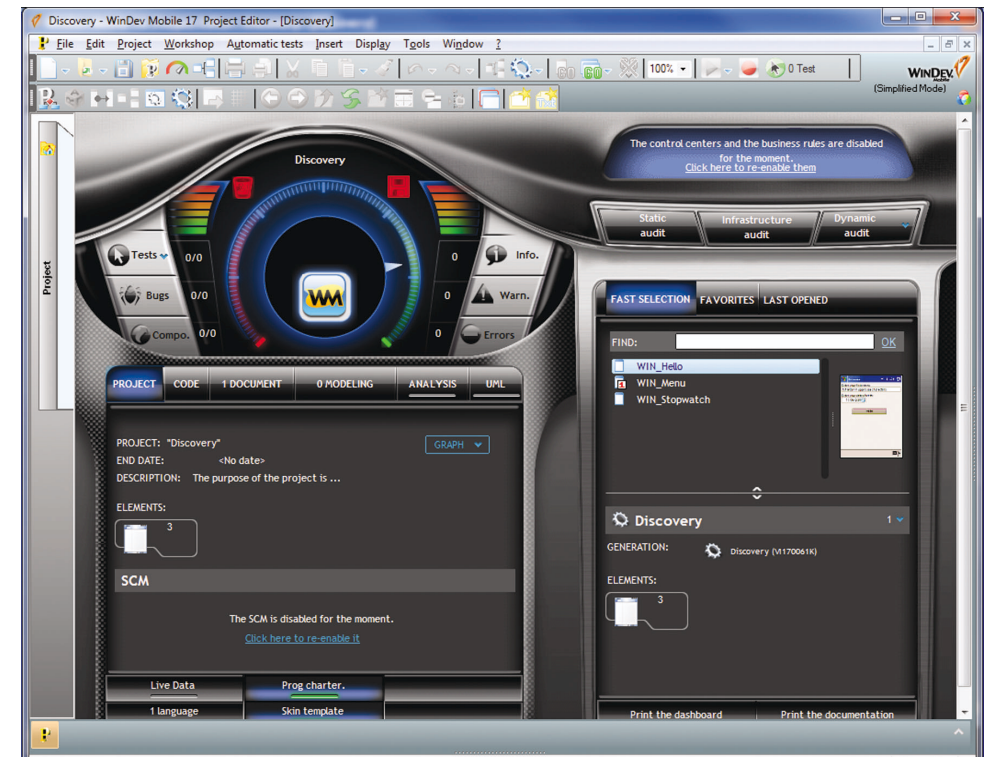 Discovery - WinDev Mobile 17 Project Editor - [Discovery]
File Edit Project Workshop Automatic tests Insert Display Tools Window ?
GO GO 100% 0 Test
WINDEV
Mobile
(Simplified Mode)
Project
Discovery
The control centers and the business rules are disabled
for the moment.
Click here to re-enable them
Static
audit
Infrastructure
audit
Dynamic
audit
Tests 0/0
0 Info.
Bugs 0/0
0 Warn.
Compo. 0/0
0 Errors
WM
FAST SELECTION FAVORITES LAST OPENED
FIND: OK
WIN_Hello
WIN_Menu
WIN_Stopwatch
PROJECT CODE 1 DOCUMENT 0 MODELING ANALYSIS UML
PROJECT: "Discovery"
GRAPH
END DATE: <No date>
DESCRIPTION: The purpose of the project is ...
ELEMENTS:
3
SCM
The SCM is disabled for the moment.
Click here to re-enable it
Live Data Prog charter.
1 language Skin template
Discovery 1
GENERATION: Discovery (VI170061K)
ELEMENTS:
3
Print the dashboard Print the documentation